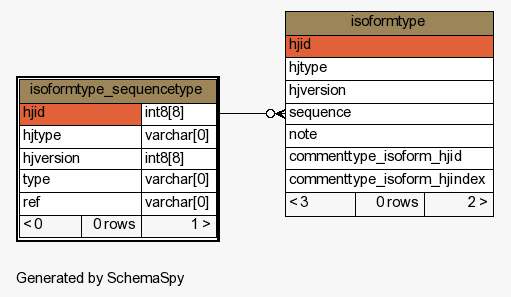 isoformtype
hjid
hjtype
hjversion
sequence
note
commenttype_isoform_hjid
commenttype_isoform_hjindex
< 3 0 rows 2 >
isoformtype_sequencetype
hjid int8[8]
hjtype varchar[0]
hjversion int8[8]
type varchar[0]
ref varchar[0]
< 0 0 rows 1 >
Generated by SchemaSpy